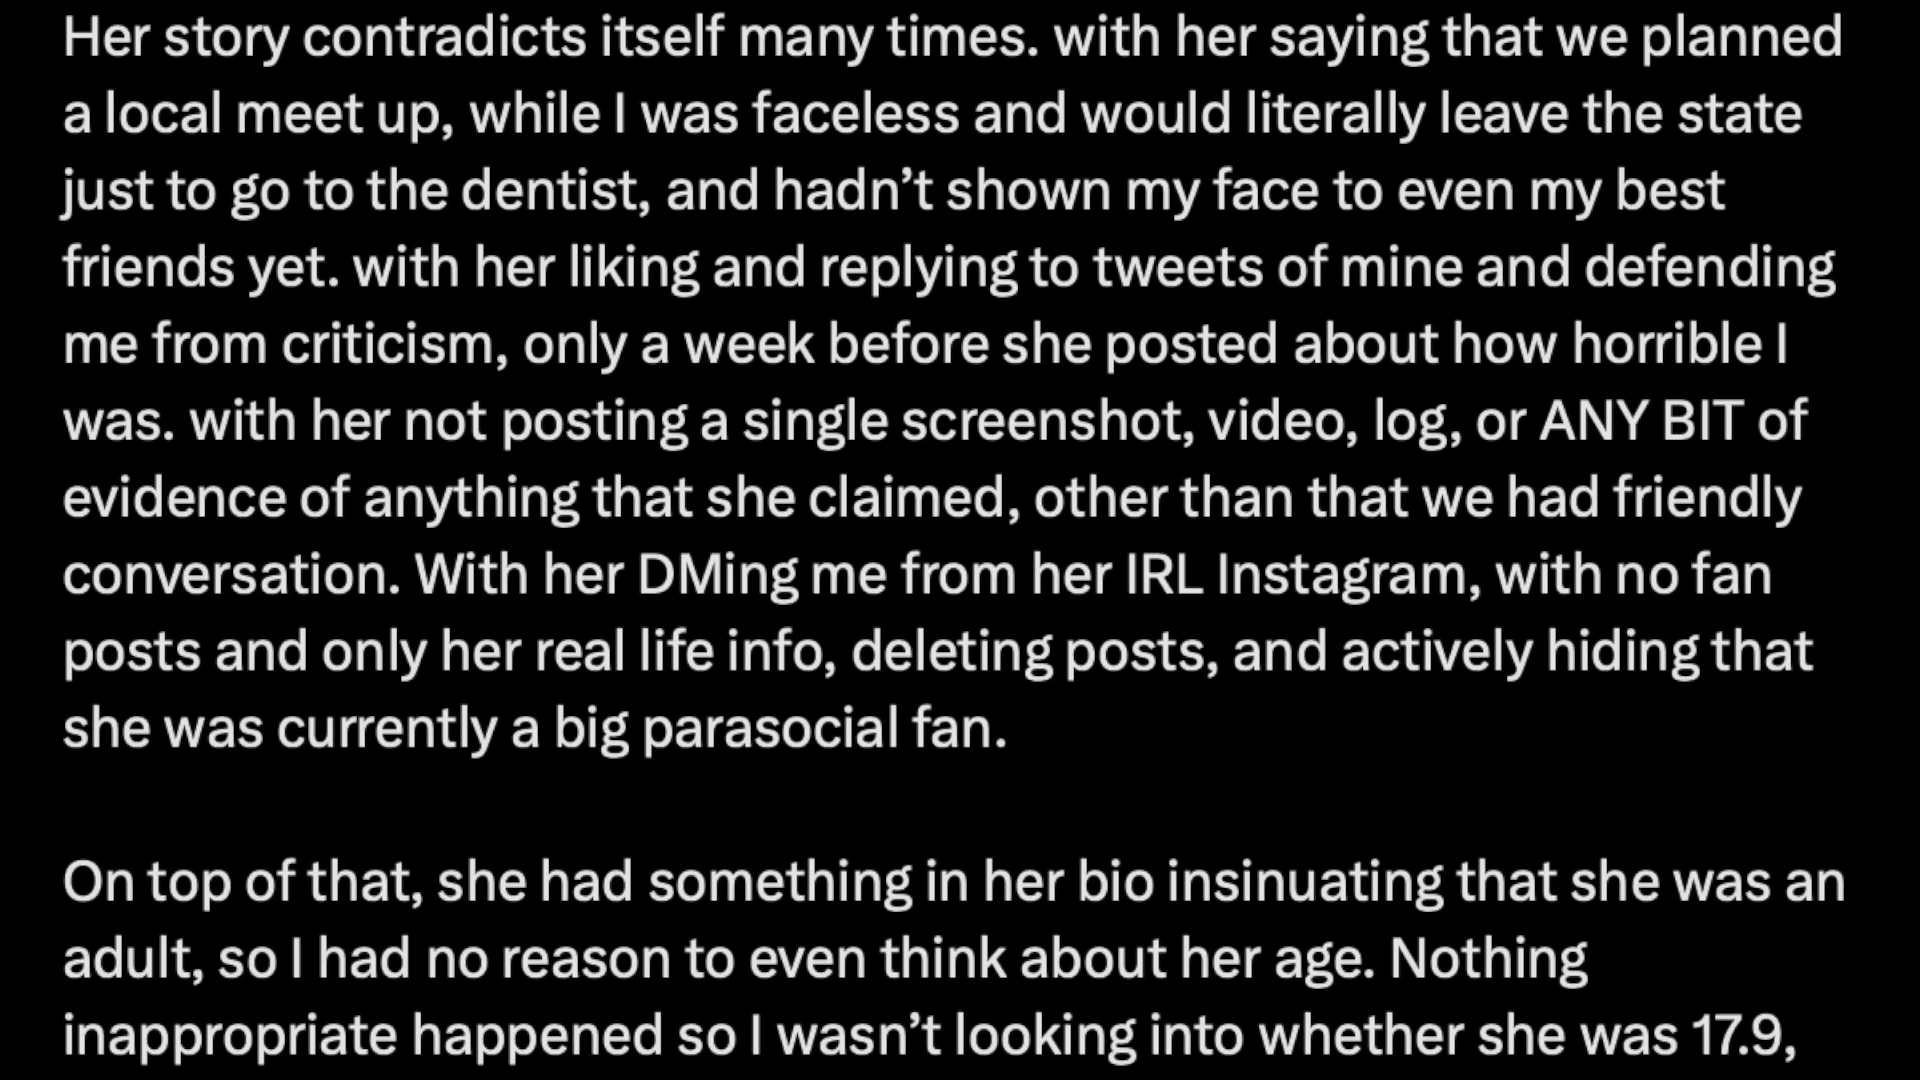 Her story contradicts itself many times. with her saying that we planned
a local meet up, while I was faceless and would literally leave the state
just to go to the dentist, and hadn’t shown my face to even my best
friends yet. with her liking and replying to tweets of mine and defending
me from criticism, only a week before she posted about how horrible I
was. with her not posting a single screenshot, video, log, or ANY BIT of
evidence of anything that she claimed, other than that we had friendly
conversation. With her DMing me from her IRL Instagram, with no fan
posts and only her real life info, deleting posts, and actively hiding that
she was currently a big parasocial fan.
On top of that, she had something in her bio insinuating that she was an
adult, so I had no reason to even think about her age. Nothing
inappropriate happened so I wasn’t looking into whether she was 17.9,